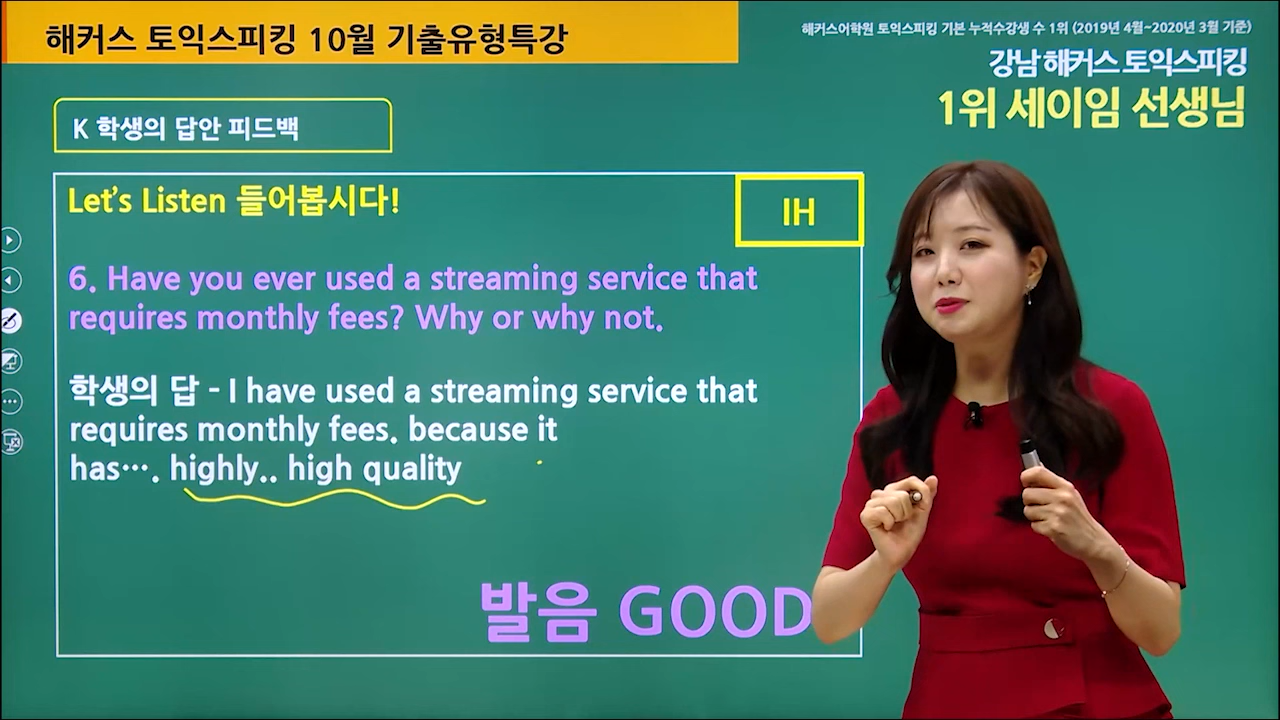 해커스 토익스피킹 10월 기출유형특강
해커스어학원 토익스피킹 기본 누적수강생 수 1위 (2019년 4월~2020년 3월 기준)
강남 해커스 토익스피킹
1위 세이임 선생님
K 학생의 답안 피드백
Let's Listen 들어봅시다!
IH
6. Have you ever used a streaming service that
requires monthly fees? Why or why not.
학생의 답 - I have used a streaming service that
requires monthly fees. because it
has…. highly.. high quality
발음 GOOD